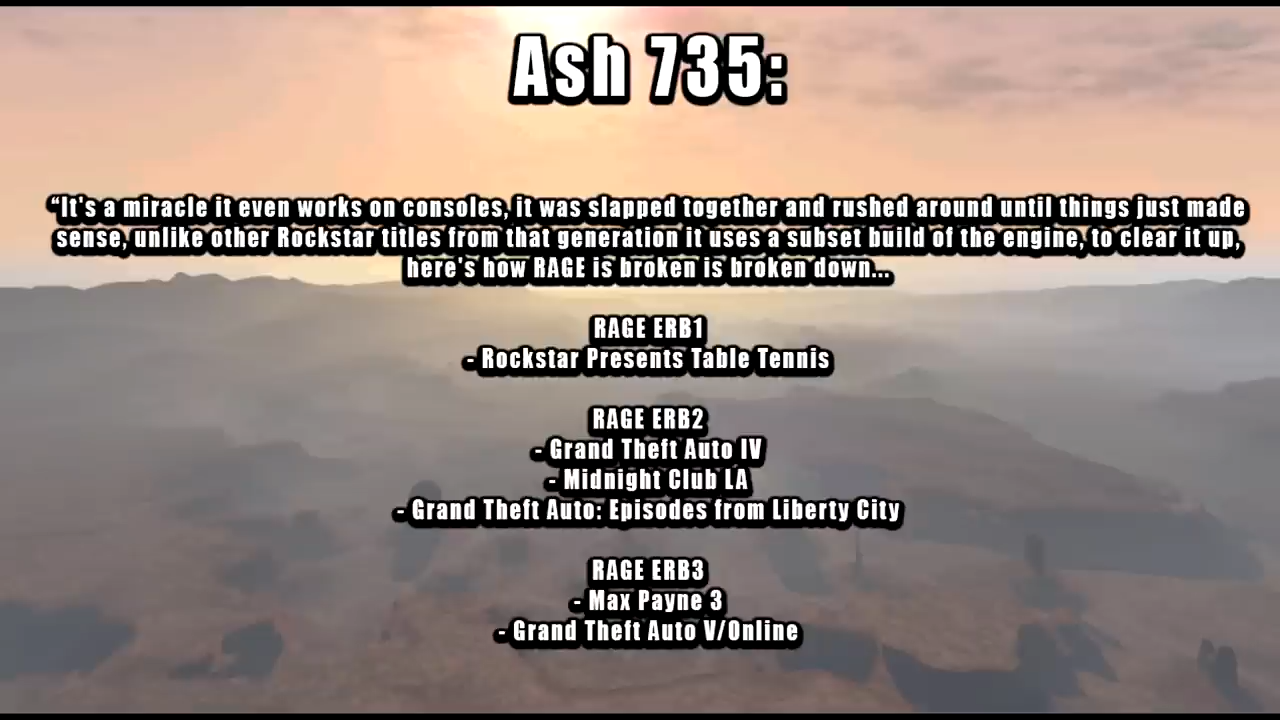 Ash 735:
“It's a miracle it even works on consoles, it was slapped together and rushed around until things just made
sense, unlike other Rockstar titles from that generation it uses a subset build of the engine, to clear it up,
here's how RAGE is broken is broken down...
RAGE ERB1
- Rockstar Presents Table Tennis
RAGE ERB2
- Grand Theft Auto IV
- Midnight Club LA
- Grand Theft Auto: Episodes from Liberty City
RAGE ERB3
- Max Payne 3
- Grand Theft Auto V/Online